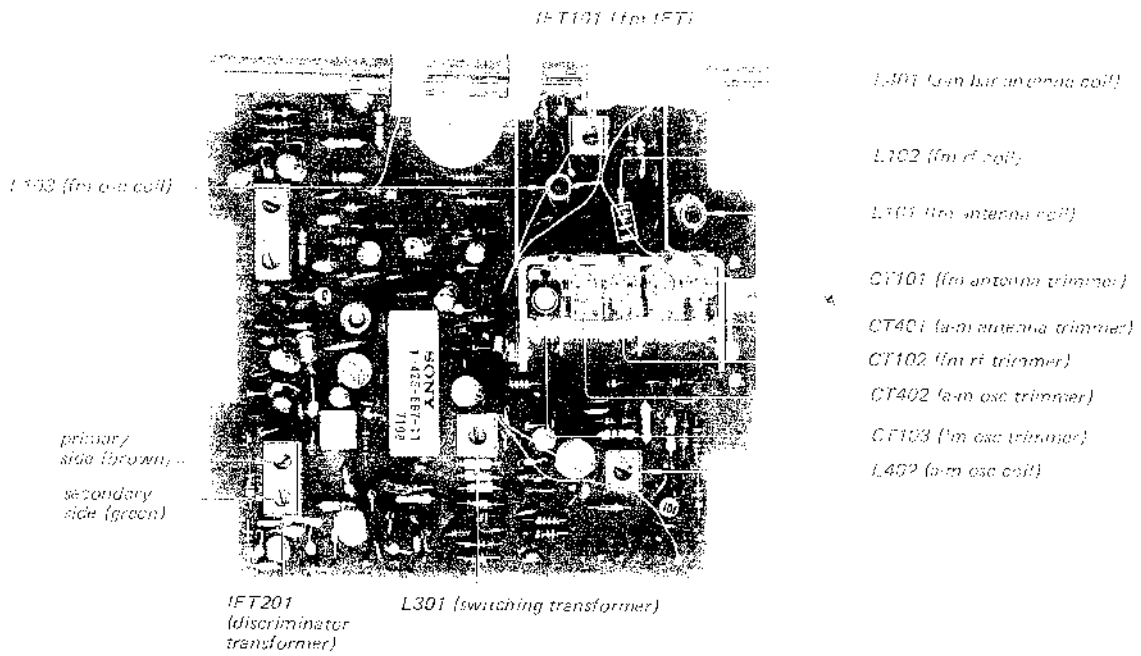 IFT101 (fm IFT)
L401 (a-m bar antenna coil)
L102 (fm rf coil)
L103 (fm osc coil)
L101 (fm antenna coil)
CT101 (fm antenna trimmer)
CT401 (a-m antenna trimmer)
CT102 (fm rf trimmer)
CT402 (a-m osc trimmer)
CT103 (fm osc trimmer)
L402 (a-m osc coil)
SONY
primary
side (brown)
secondary
side (green)
IFT201
(discriminator
transformer)
L301 (switching transformer)